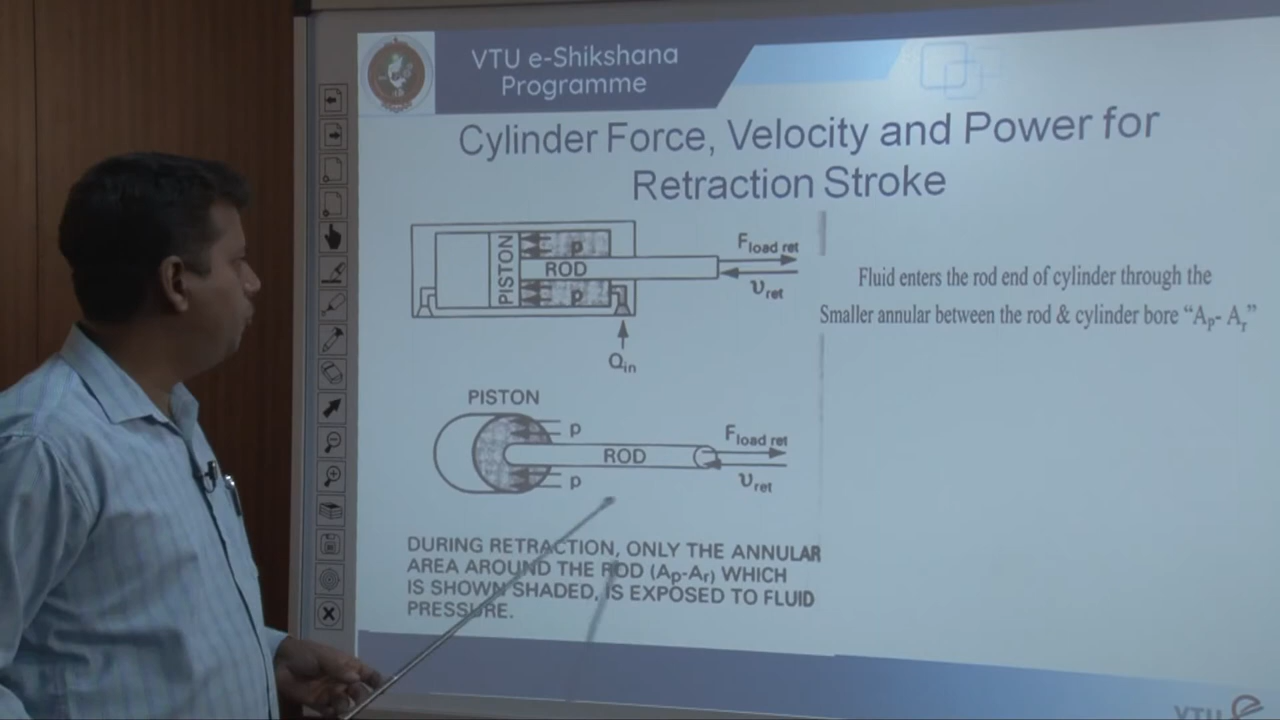 VTU e-Shikshana
Programme
Cylinder Force, Velocity and Power for
Retraction Stroke
PISTON
p
ROD
p
F load ret
υret
Qin
Fluid enters the rod end of cylinder through the
Smaller annular between the rod & cylinder bore “Ap- Ar”
PISTON
p
ROD
p
F load ret
υret
DURING RETRACTION, ONLY THE ANNULAR
AREA AROUND THE ROD (Ap-Ar) WHICH
IS SHOWN SHADED, IS EXPOSED TO FLUID
PRESSURE.
VTU e